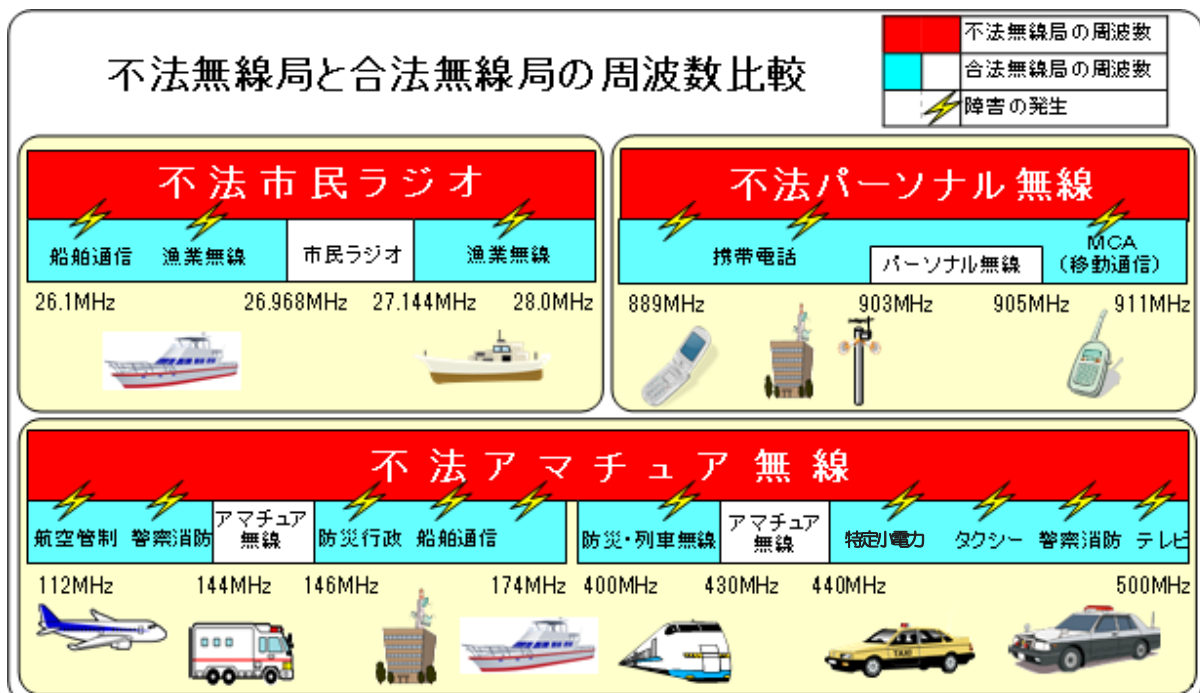 不法無線局と合法無線局の周波数比較
不法無線局の周波数
合法無線局の周波数
障害の発生
不法市民ラジオ
船舶通信 漁業無線 市民ラジオ 漁業無線
26.1MHz 26.968MHz 27.144MHz 28.0MHz
不法パーソナル無線
携帯電話 パーソナル無線 MCA
(移動通信)
889MHz 903MHz 905MHz 911MHz
不法アマチュア無線
航空管制 警察消防 アマチュア
無線
防災行政 船舶通信 防災・列車無線 アマチュア
無線
特定小電力 タクシー 警察消防 テレビ
112MHz 144MHz 146MHz 174MHz 400MHz 430MHz 440MHz 500MHz
TAXI